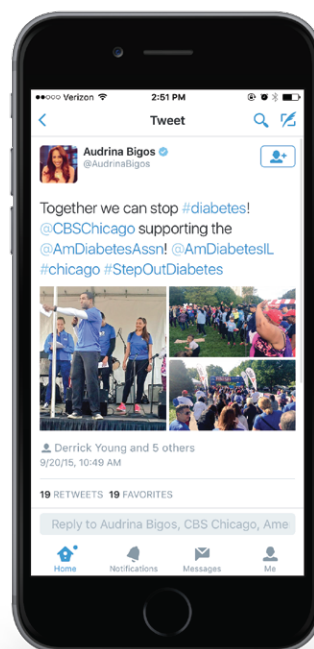 Verizon 2:51 PM
Tweet
Audrina Bigos
@AudrinaBigos
Together we can stop #diabetes!
@CBSChicago supporting the
@AmDiabetesAssn! @AmDiabetesIL
#chicago #StepOutDiabetes
Derrick Young and 5 others
9/20/15, 10:49 AM
19 RETWEETS 19 FAVORITES
Reply to Audrina Bigos, CBS Chicago, Ame
Home Notifications Messages Me